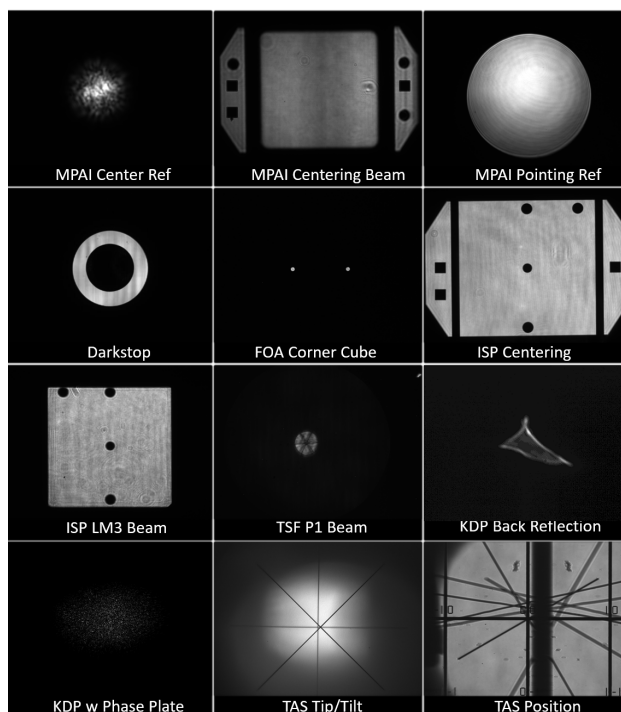 MPAI Center Ref
MPAI Centering Beam
MPAI Pointing Ref
Darkstop
FOA Corner Cube
ISP Centering
ISP LM3 Beam
TSF P1 Beam
KDP Back Reflection
KDP w Phase Plate
TAS Tip/Tilt
TAS Position